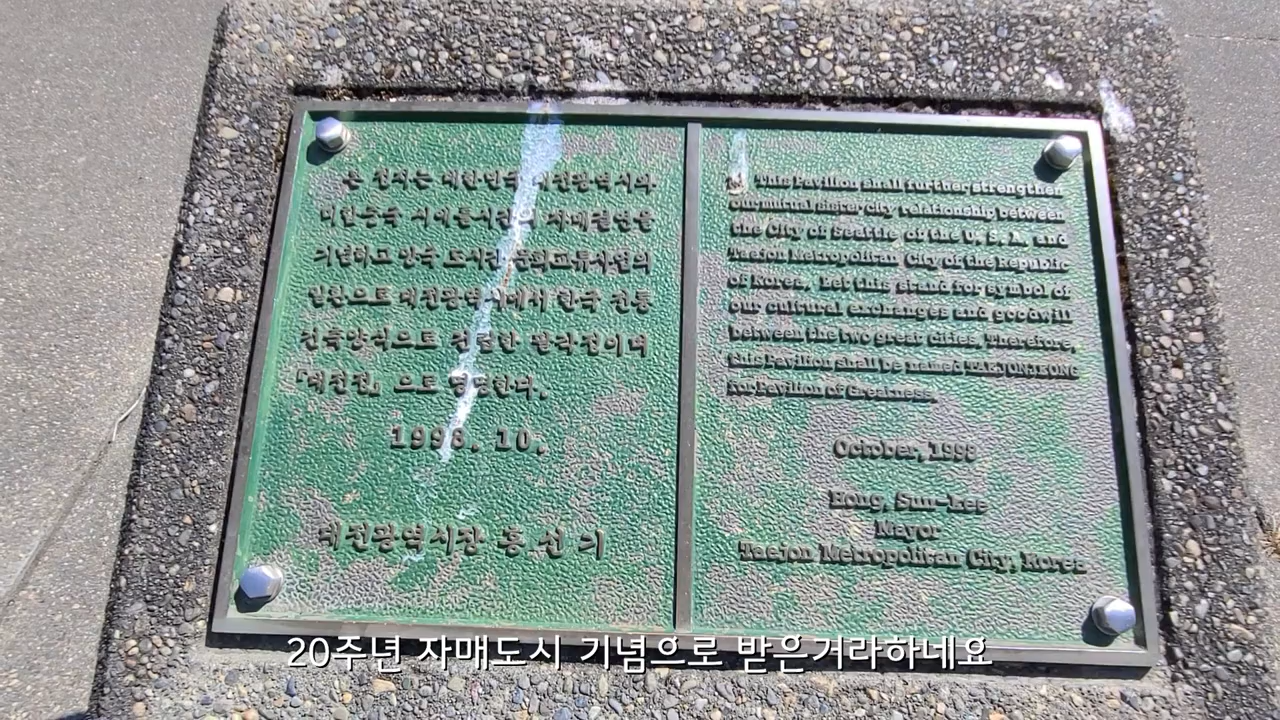 본 정자는 대한민국 대전광역시와
미합중국 시애틀시간의 자매결연을
기념하고 양국 도시간 문화교류사업의
일환으로 대전광역시에서 한국 전통
건축양식으로 건립한 팔각정이며
『대전정』 으로 명명한다.
1998. 10.
대전광역시장 홍 선 기
This Pavilion shall further strengthen
our mutual sister city relationship between
the City of Seattle of the U. S. A. and
Taejon Metropolitan City of the Republic
of Korea, Let this stand for symbol of
our cultural exchanges and goodwill
between the two great cities, Therefore,
this Pavilion shall be named TAEJONJEONG
for Pavilion of Greatness.
October, 1998
Hong, Sun-Kee
Mayor
Taejon Metropolitan City, Korea
20주년 자매도시 기념으로 받은거라하네요